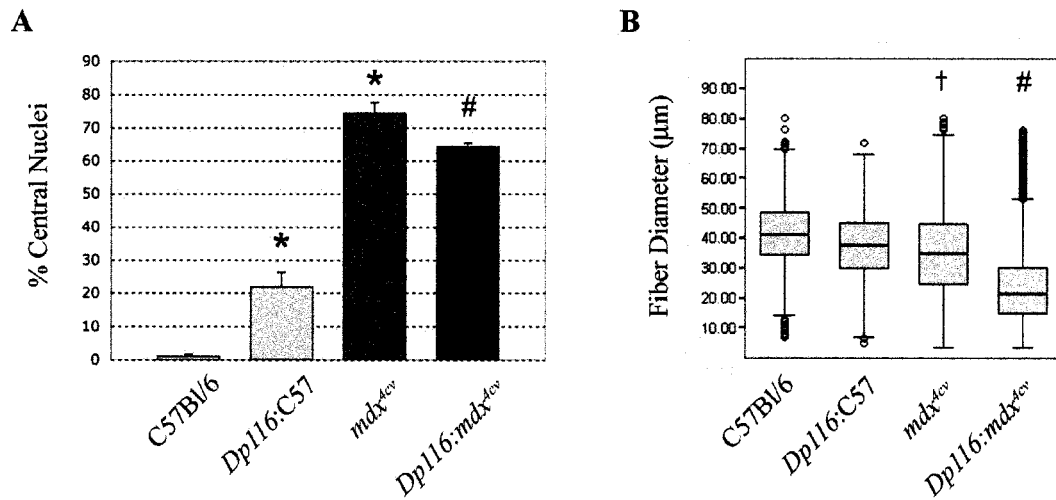 A
% Central Nuclei
90
80
70
60
50
40
30
20
10
0
*
*
#
C57Bl/6
Dp116:C57
mdx4cv
Dp116:mdx4cv
B
Fiber Diameter (μm)
90.00
80.00
70.00
60.00
50.00
40.00
30.00
20.00
10.00
†
#
C57Bl/6
Dp116:C57
mdx4cv
Dp116:mdx4cv